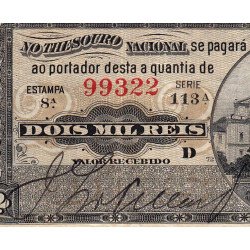 NO THESOURO NACIONAL, se pagará
ao portador desta a quantia de
ESTAMPA 8A 99322 SERIE 113A
DOIS MIL REIS
VALOR RECEBIDO D